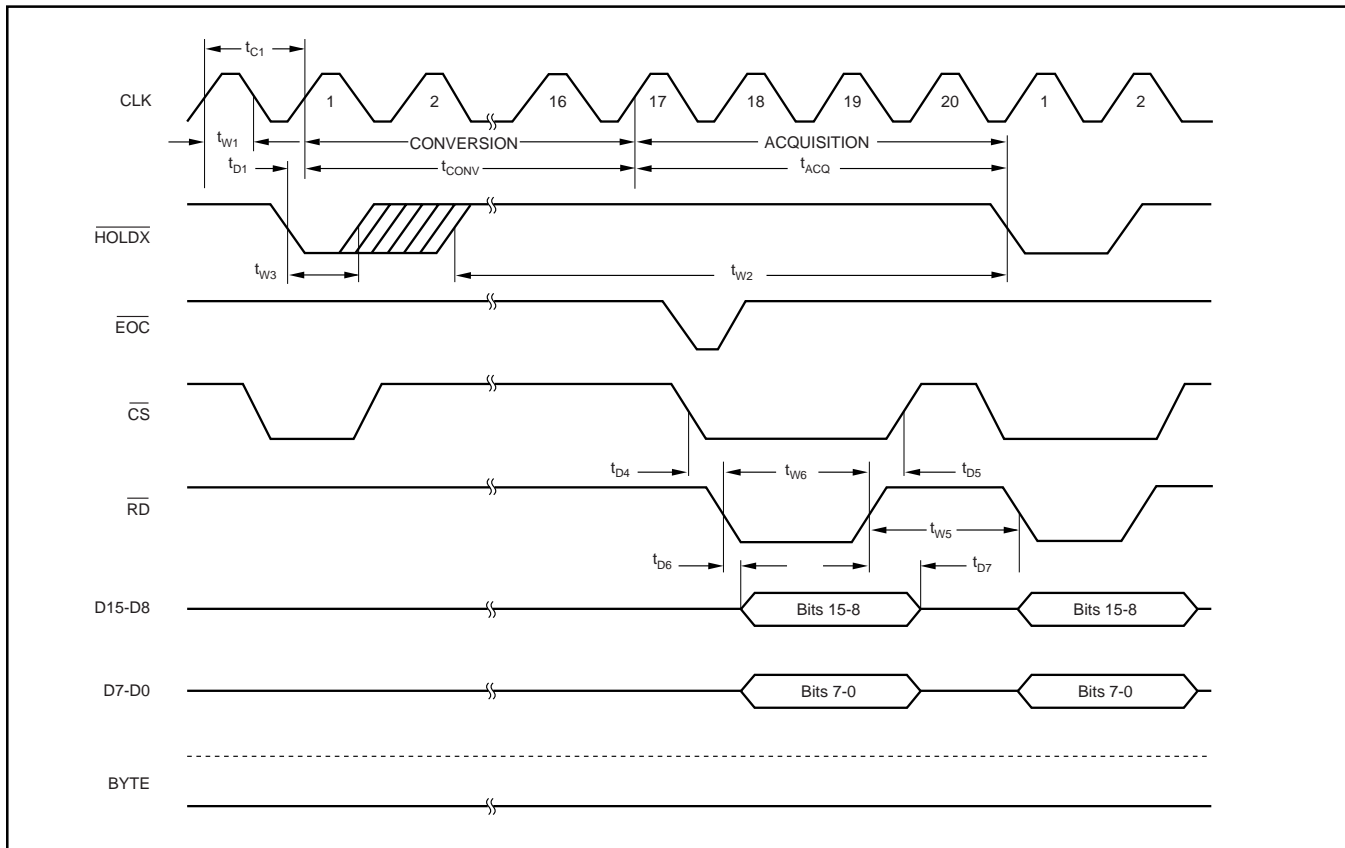 tC1
CLK 1 2 16 17 18 19 20 1 2
tW1 CONVERSION ACQUISITION
tD1 tCONV tACQ
HOLDX
tW3 tW2
EOC
CS
tD4 tW6 tD5
RD
tW5
tD6 tD7
D15-D8 Bits 15-8 Bits 15-8
D7-D0 Bits 7-0 Bits 7-0
BYTE